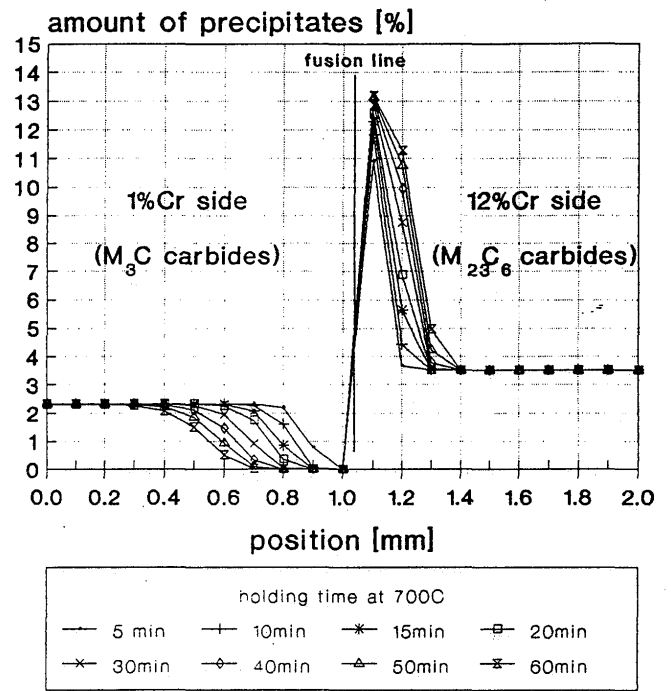 amount of precipitates [%]
15
14
13
12
11
10
9
8
7
6
5
4
3
2
1
0
fusion line
1%Cr side
(M3C carbides)
12%Cr side
(M23C6 carbides)
0.0 0.2 0.4 0.6 0.8 1.0 1.2 1.4 1.6 1.8 2.0
position [mm]
holding time at 700C
5 min 10min 15min 20min
30min 40min 50min 60min